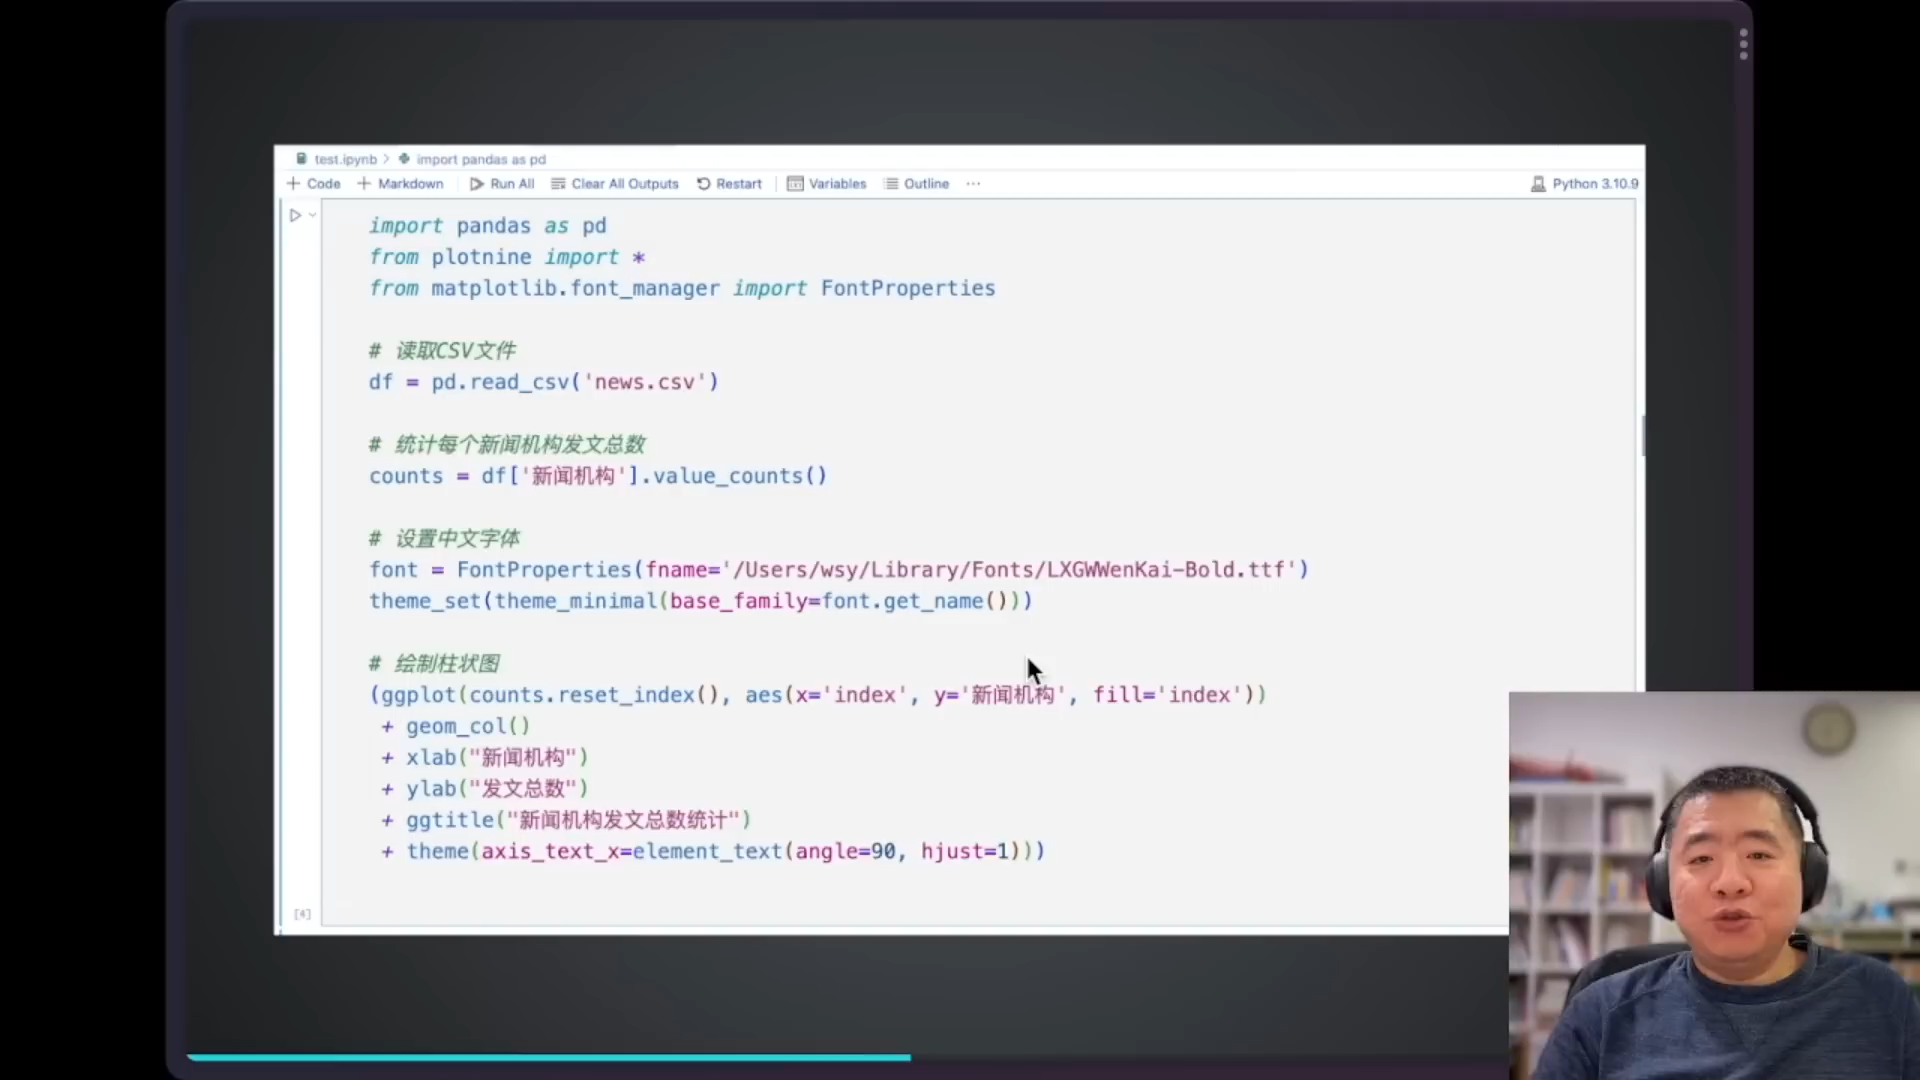 test.ipynb > import pandas as pd
+ Code + Markdown Run All Clear All Outputs Restart Variables Outline ··· Python 3.10.9
import pandas as pd
from plotnine import *
from matplotlib.font_manager import FontProperties
# 读取CSV文件
df = pd.read_csv('news.csv')
# 统计每个新闻机构发文总数
counts = df['新闻机构'].value_counts()
# 设置中文字体
font = FontProperties(fname='/Users/wsy/Library/Fonts/LXGWWenKai-Bold.ttf')
theme_set(theme_minimal(base_family=font.get_name()))
# 绘制柱状图
(ggplot(counts.reset_index(), aes(x='index', y='新闻机构', fill='index'))
+ geom_col()
+ xlab("新闻机构")
+ ylab("发文总数")
+ ggtitle("新闻机构发文总数统计")
+ theme(axis_text_x=element_text(angle=90, hjust=1)))
[4]